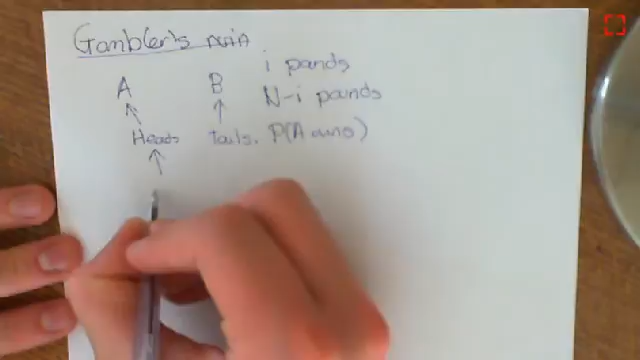 Gambler's ruin
i pounds
A B
N-i pounds
Heads Tails. P(A wins)